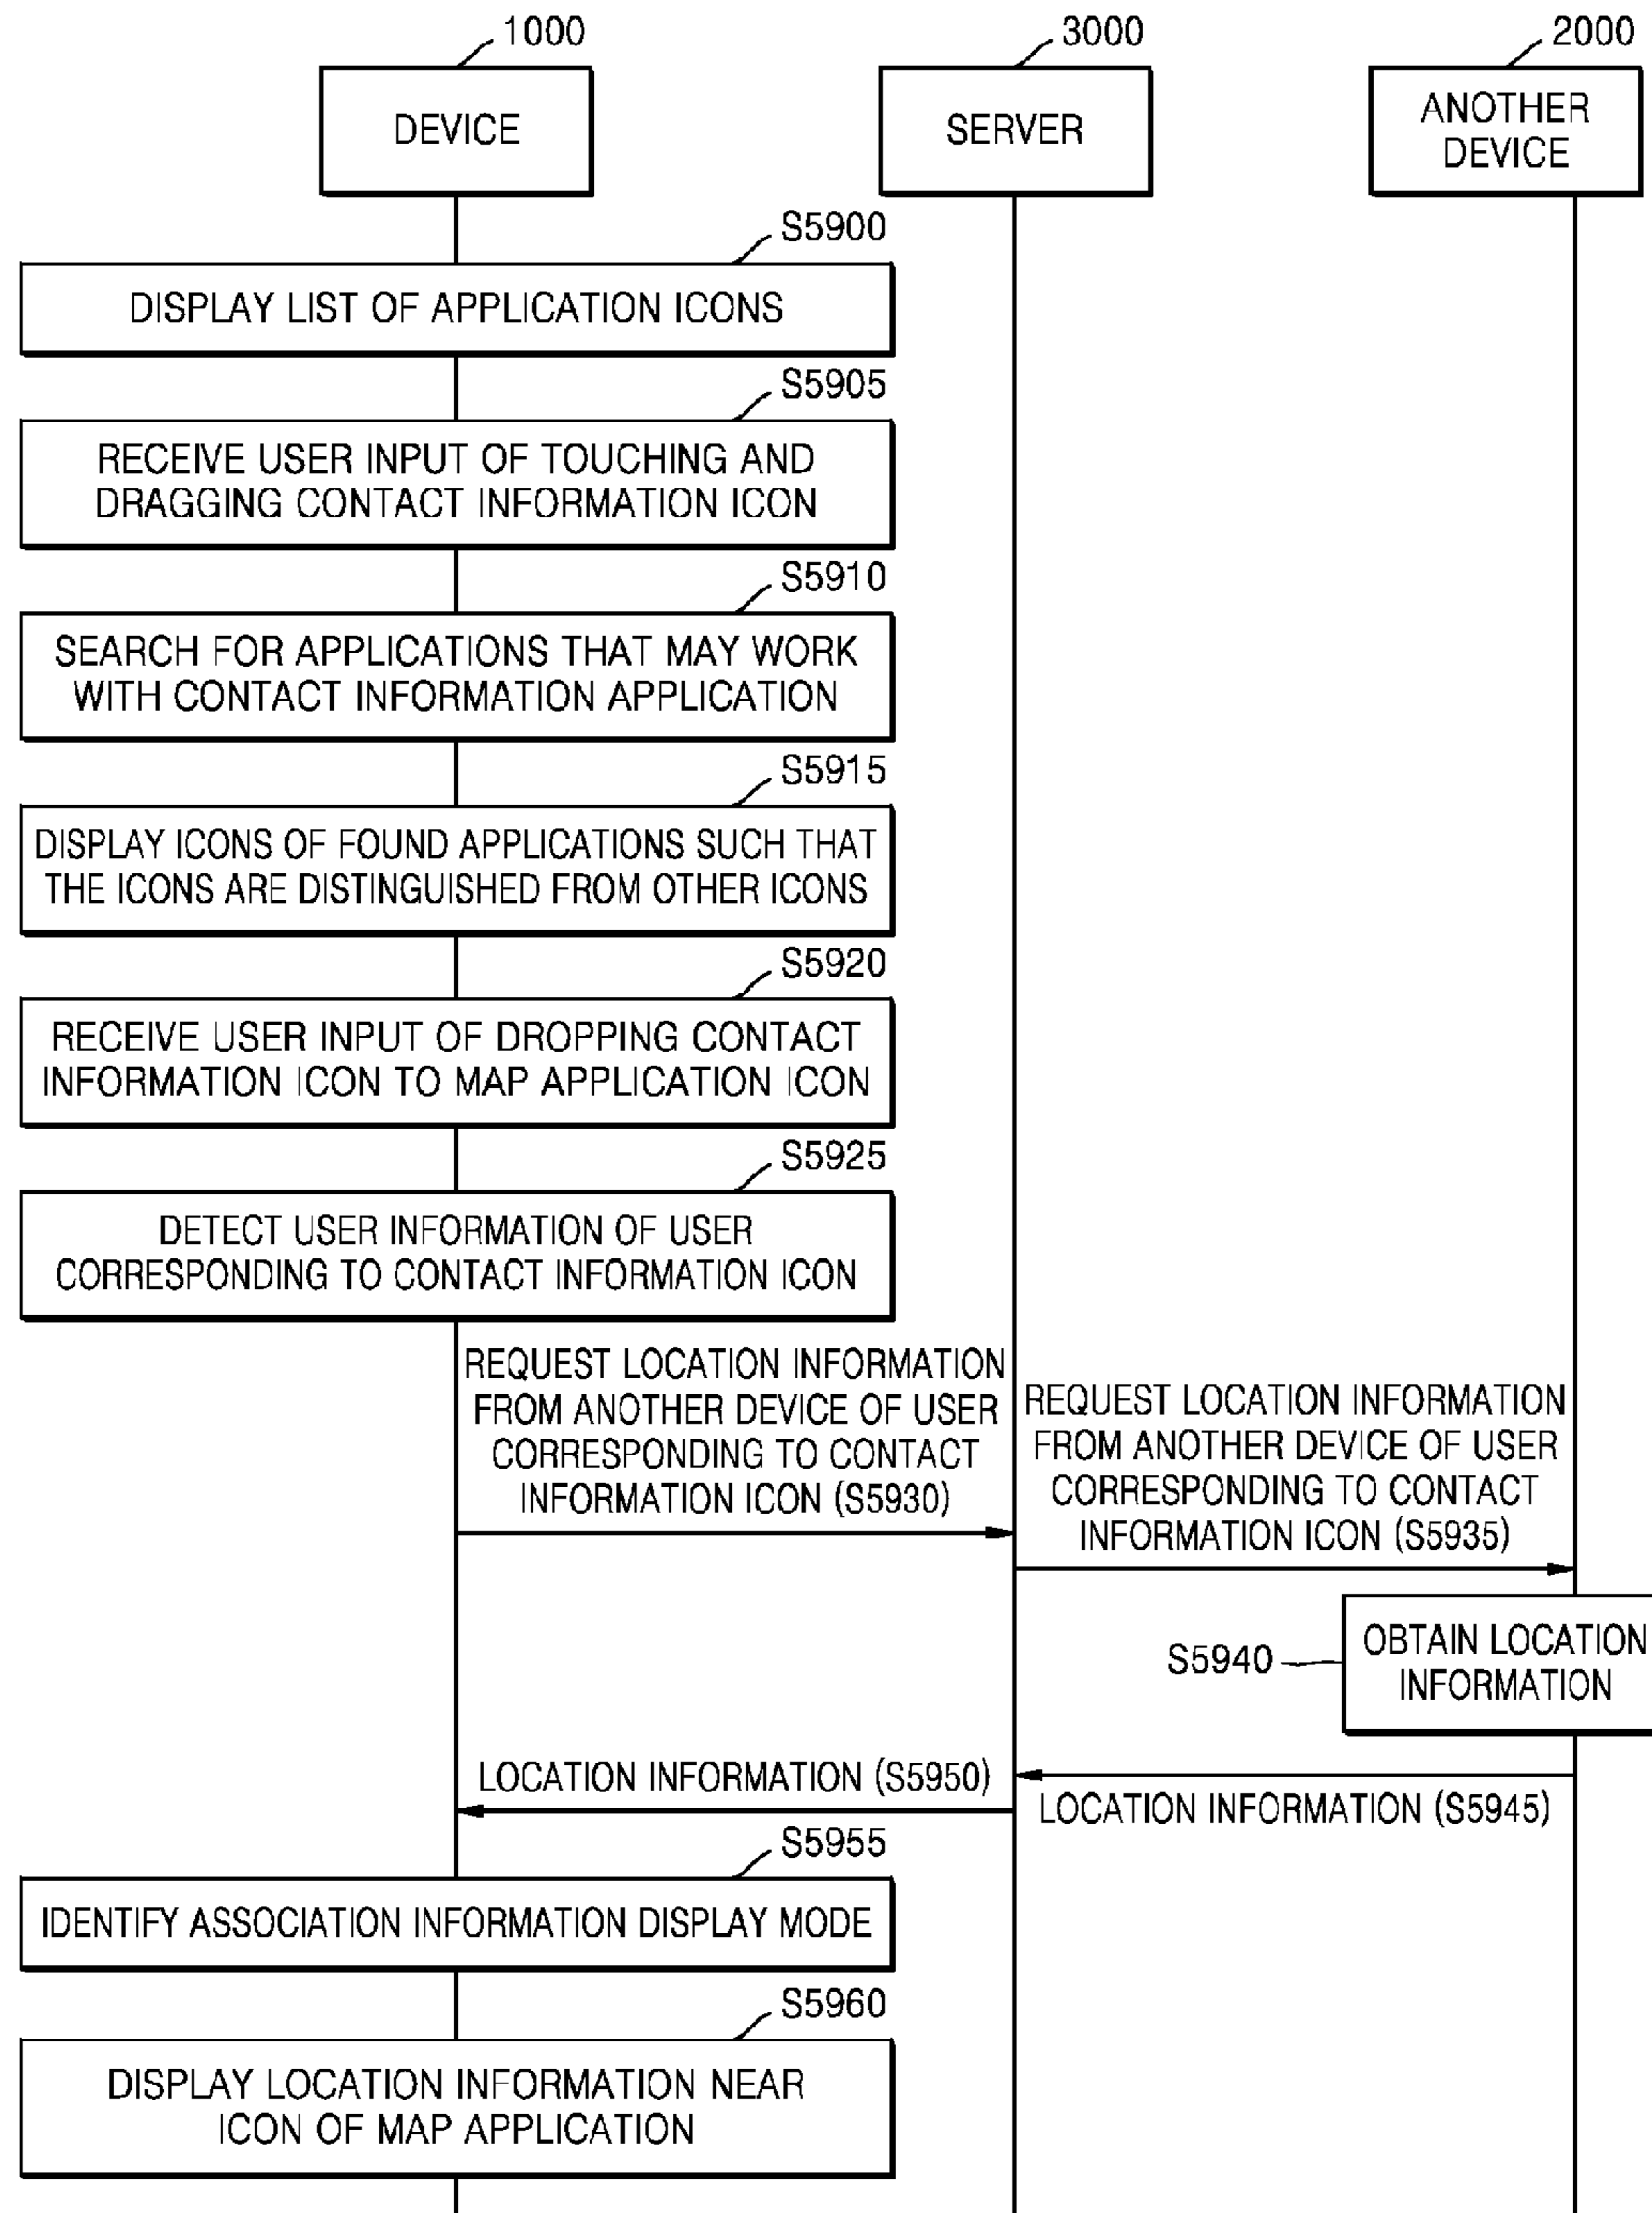 1000
3000
2000
DEVICE
SERVER
ANOTHER
DEVICE
S5900
DISPLAY LIST OF APPLICATION ICONS
S5905
RECEIVE USER INPUT OF TOUCHING AND
DRAGGING CONTACT INFORMATION ICON
S5910
SEARCH FOR APPLICATIONS THAT MAY WORK
WITH CONTACT INFORMATION APPLICATION
S5915
DISPLAY ICONS OF FOUND APPLICATIONS SUCH THAT
THE ICONS ARE DISTINGUISHED FROM OTHER ICONS
S5920
RECEIVE USER INPUT OF DROPPING CONTACT
INFORMATION ICON TO MAP APPLICATION ICON
S5925
DETECT USER INFORMATION OF USER
CORRESPONDING TO CONTACT INFORMATION ICON
REQUEST LOCATION INFORMATION
FROM ANOTHER DEVICE OF USER
CORRESPONDING TO CONTACT
INFORMATION ICON (S5930)
REQUEST LOCATION INFORMATION
FROM ANOTHER DEVICE OF USER
CORRESPONDING TO CONTACT
INFORMATION ICON (S5935)
S5940
OBTAIN LOCATION
INFORMATION
LOCATION INFORMATION (S5950)
LOCATION INFORMATION (S5945)
S5955
IDENTIFY ASSOCIATION INFORMATION DISPLAY MODE
S5960
DISPLAY LOCATION INFORMATION NEAR
ICON OF MAP APPLICATION